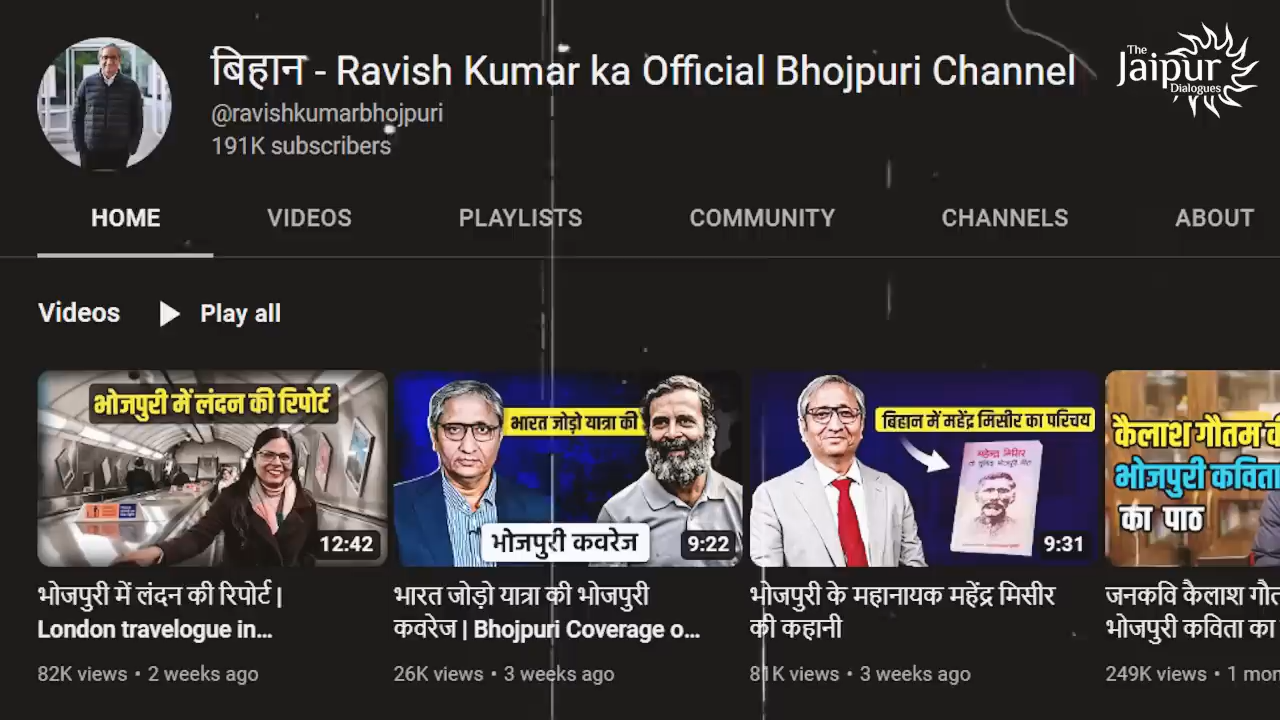 बिहान - Ravish Kumar ka Official Bhojpuri Channel
@ravishkumarbhojpuri
191K subscribers
The
Jaipur
Dialogues
HOME VIDEOS PLAYLISTS COMMUNITY CHANNELS ABOUT
Videos Play all
भोजपुरी में लंदन की रिपोर्ट
12:42
भारत जोड़ो यात्रा की
भोजपुरी कवरेज
9:22
बिहान में महेंद्र मिसीर का परिचय
महेन्द्र मिसिर
9:31
कैलाश गौतम
भोजपुरी कविता
का पाठ
भोजपुरी में लंदन की रिपोर्ट |
London travelogue in...
82K views • 2 weeks ago
भारत जोड़ो यात्रा की भोजपुरी
कवरेज | Bhojpuri Coverage o...
26K views • 3 weeks ago
भोजपुरी के महानायक महेंद्र मिसीर
की कहानी
81K views • 3 weeks ago
जनकवि कैलाश
भोजपुरी कविता का
249K views • 1